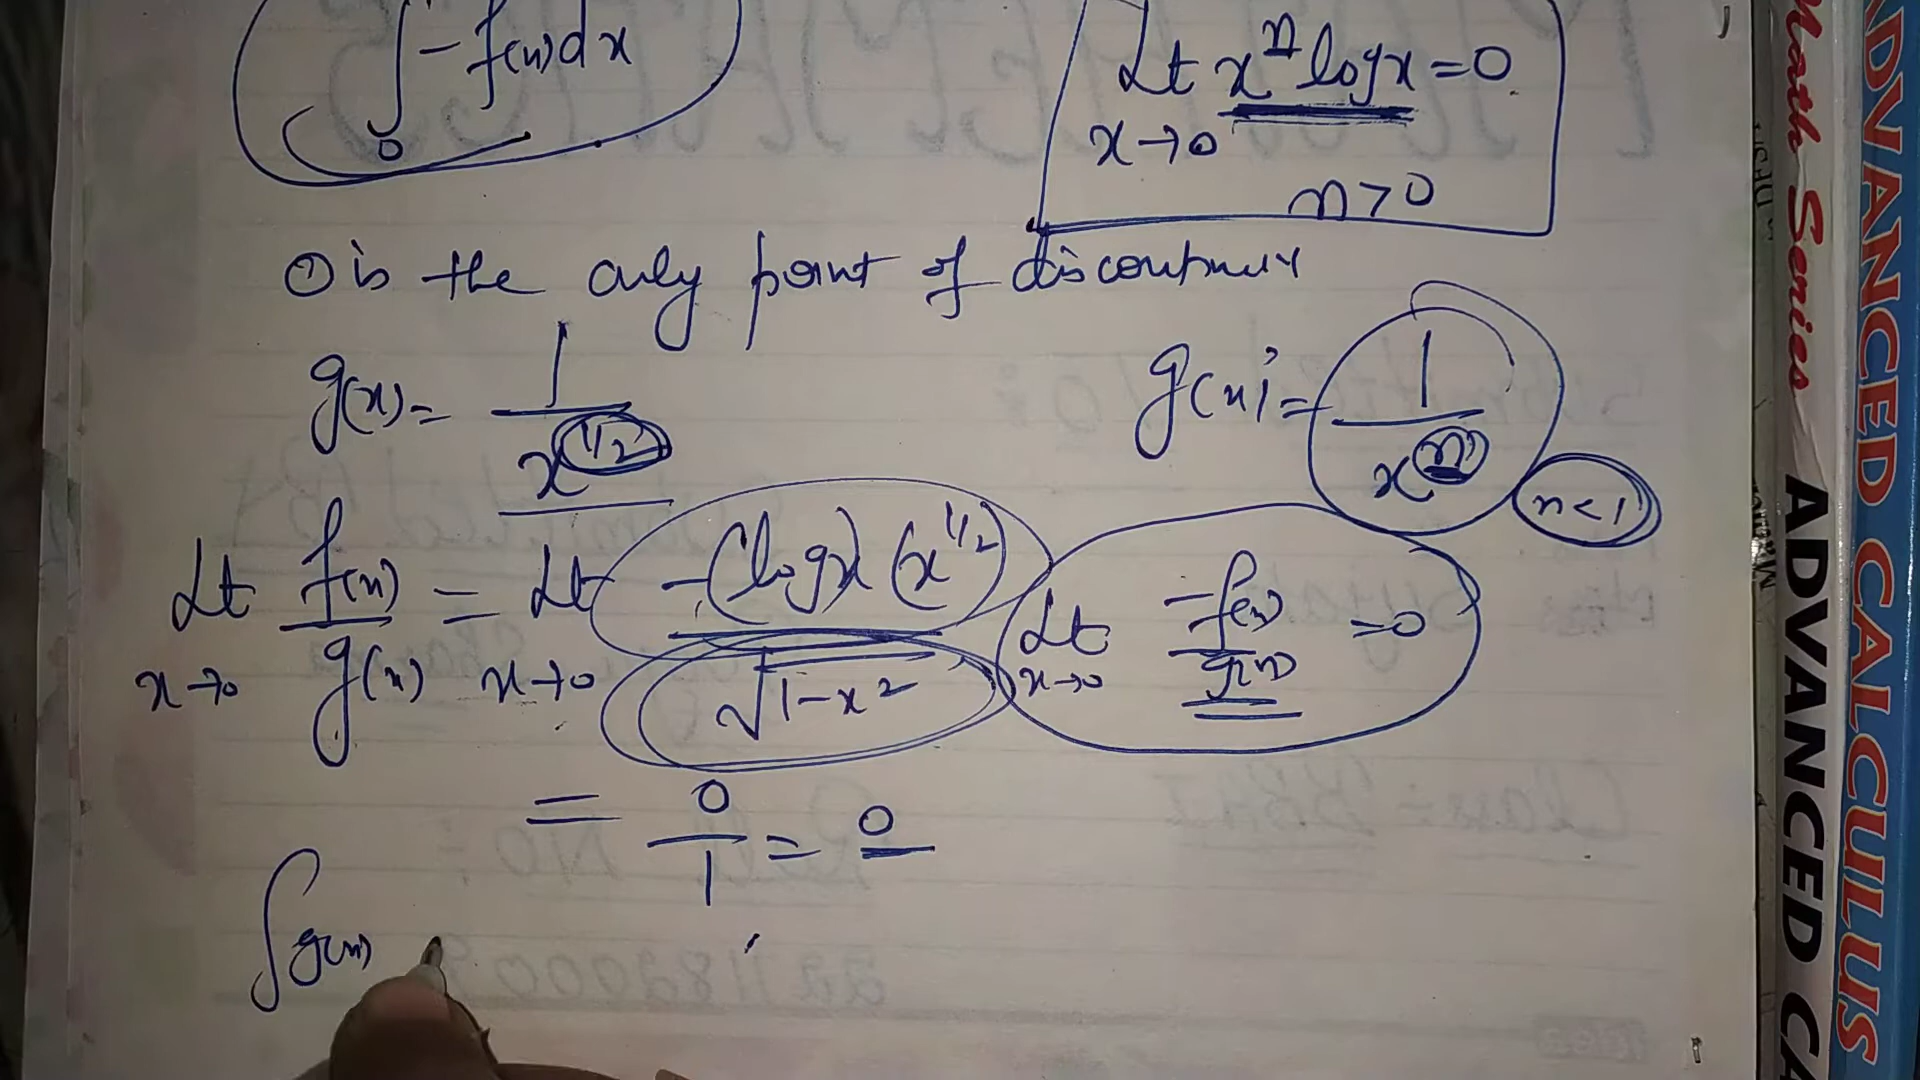 ∫₀ -f(x)dx
Lt x^n log x = 0
x→0
n>0
0 is the only point of discontinuity
g(x) = 1/x^(1/2)
g(x) = 1/x^n
n<1
Lt f(x)/g(x) = Lt -(log x)(x^(1/2))/√(1-x²)
x→0 x→0
Lt -f(x)/g(x) = 0
x→0
= 0/1 = 0
∫g(x)
Math Series
ADVANCED CA
ADVANCED CALCULUS